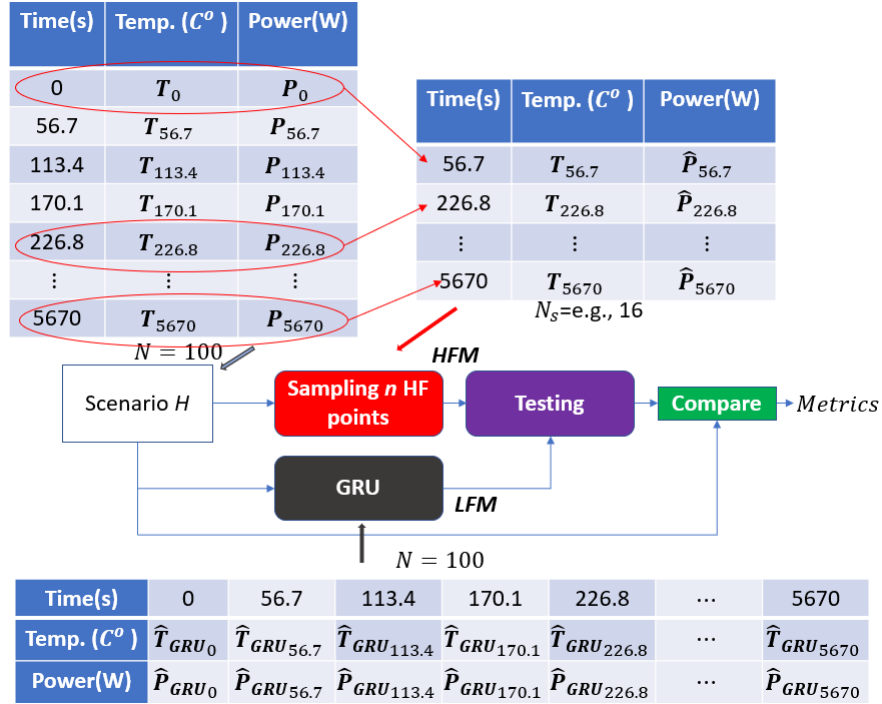 Time(s) Temp. (C^o ) Power(W)
0 T_0 P_0
56.7 T_56.7 P_56.7
113.4 T_113.4 P_113.4
170.1 T_170.1 P_170.1
226.8 T_226.8 P_226.8
⋮ ⋮ ⋮
5670 T_5670 P_5670
N = 100
Time(s) Temp. (C^o ) Power(W)
56.7 T_56.7 P̂_56.7
226.8 T_226.8 P̂_226.8
⋮ ⋮ ⋮
5670 T_5670 P̂_5670
N_s=e.g., 16
HFM
Scenario H
Sampling n HF
points
Testing
Compare
Metrics
GRU
LFM
N = 100
Time(s) 0 56.7 113.4 170.1 226.8 ⋯ 5670
Temp. (C^o ) T̂_GRU_0 T̂_GRU_56.7 T̂_GRU_113.4 T̂_GRU_170.1 T̂_GRU_226.8 ⋯ T̂_GRU_5670
Power(W) P̂_GRU_0 P̂_GRU_56.7 P̂_GRU_113.4 P̂_GRU_170.1 P̂_GRU_226.8 ⋯ P̂_GRU_5670